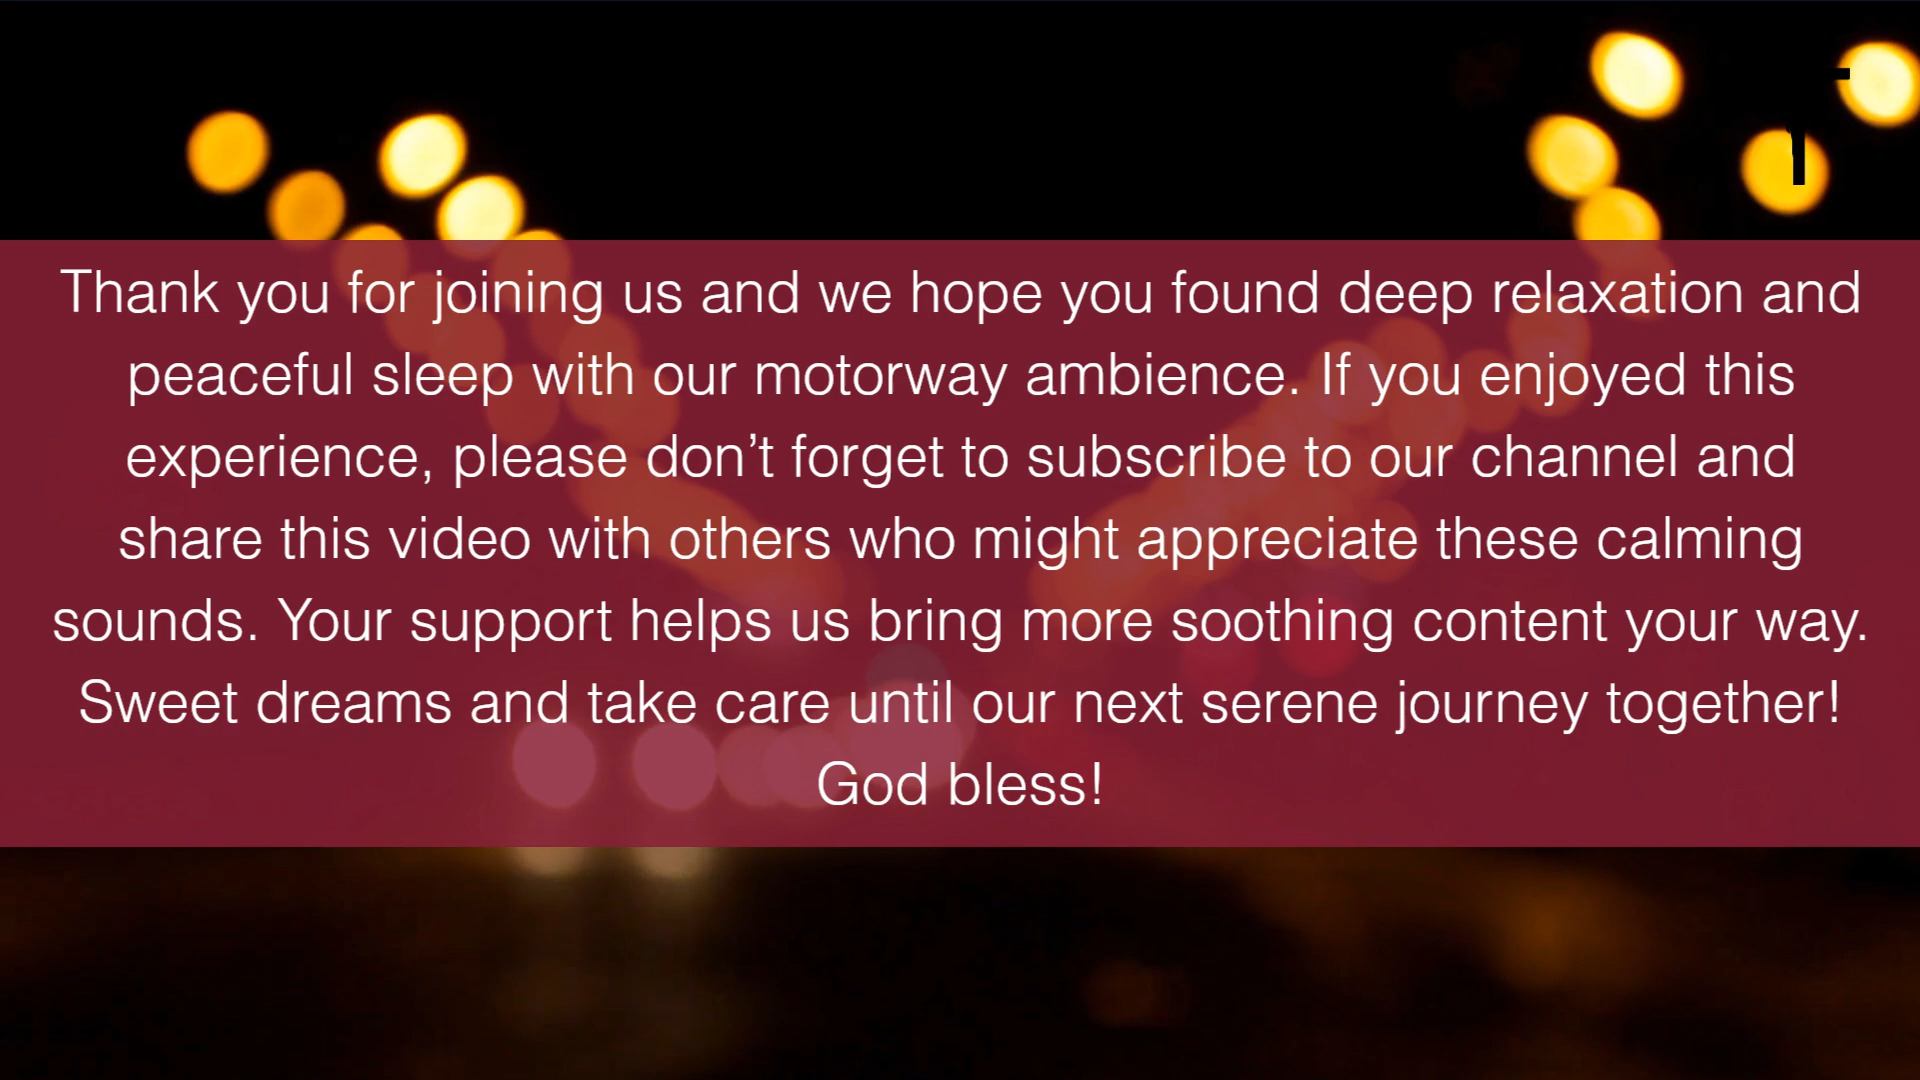 Thank you for joining us and we hope you found deep relaxation and
peaceful sleep with our motorway ambience. If you enjoyed this
experience, please don’t forget to subscribe to our channel and
share this video with others who might appreciate these calming
sounds. Your support helps us bring more soothing content your way.
Sweet dreams and take care until our next serene journey together!
God bless!